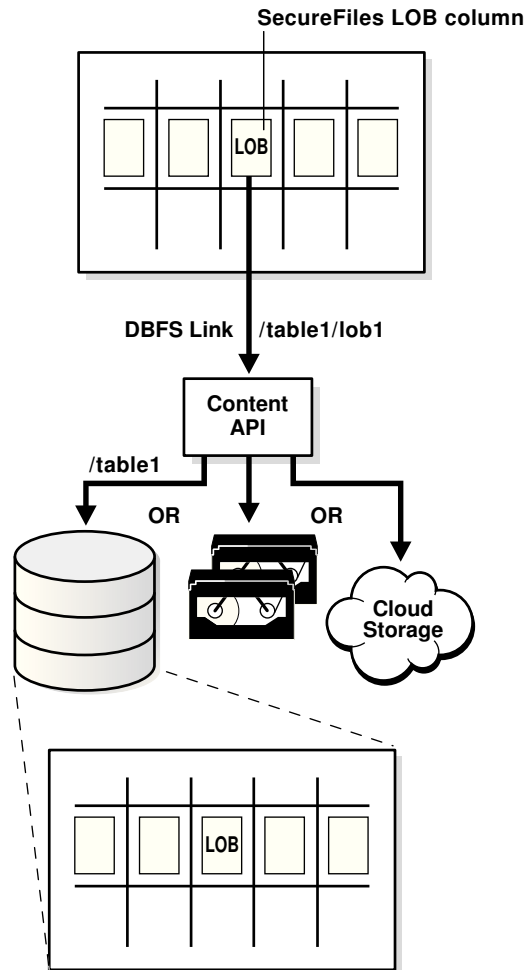 SecureFiles LOB column
LOB
DBFS Link /table1/lob1
Content
API
/table1
OR
OR
Cloud
Storage
LOB